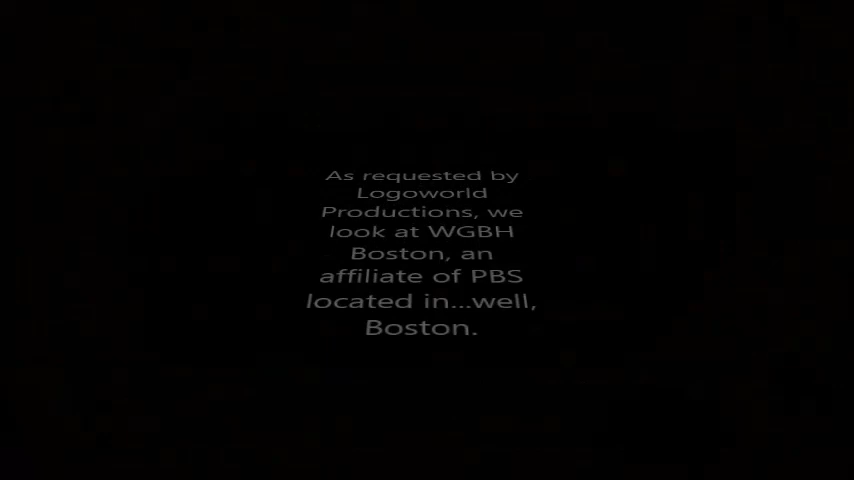 As requested by
Logoworld
Productions, we
look at WGBH
Boston, an
affiliate of PBS
located in...well,
Boston.